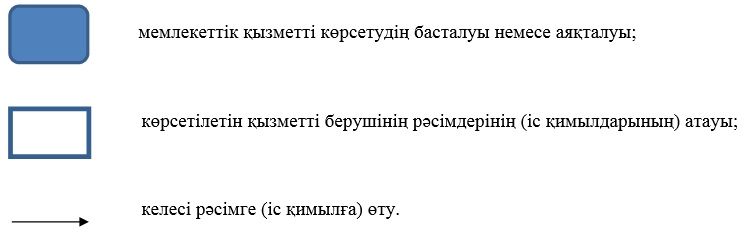 мемлекеттік қызметті көрсетудің басталуы немесе аяқталуы;
көрсетілетін қызметті берушінің рәсімдерінің (іс қимылдарының) атауы;
келесі рәсімге (іс қимылға) өту.